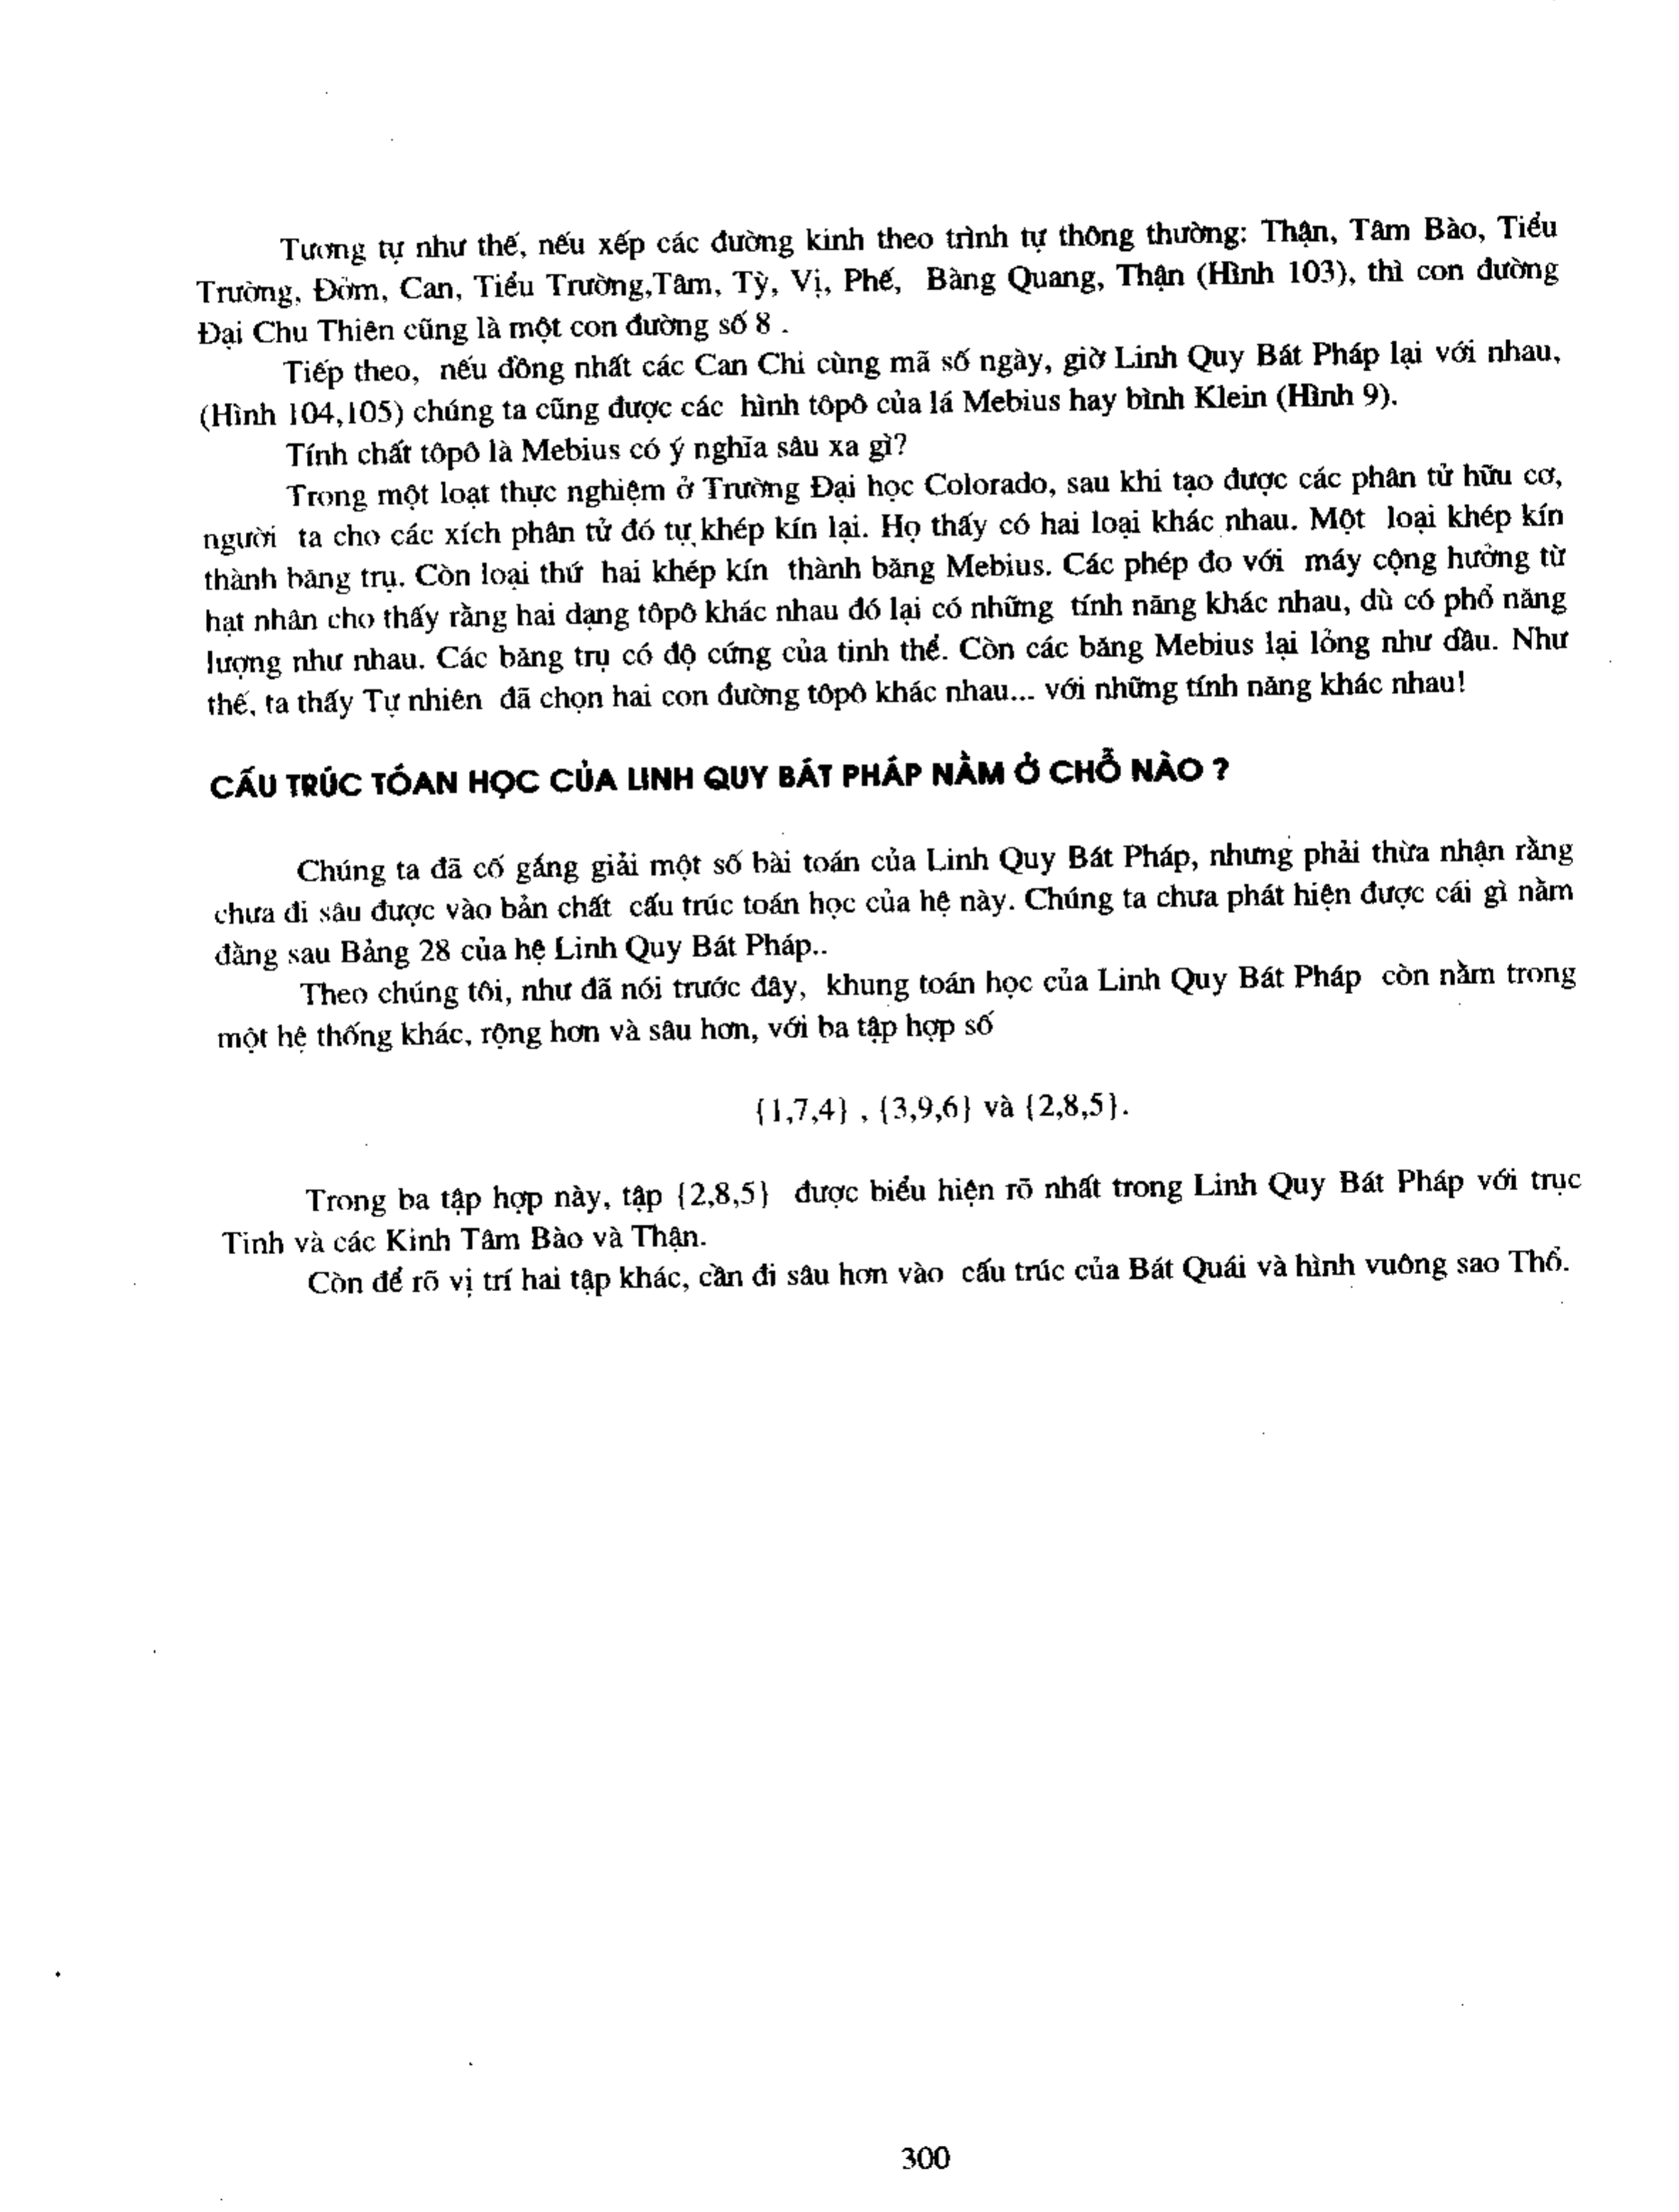 Tương tự như thế, nếu xếp các đường kinh theo trình tự thông thường: Thận, Tâm Bào, Tiểu
Trường, Đởm, Can, Tiểu Trường,Tâm, Tỳ, Vị, Phế, Bàng Quang, Thận (Hình 103), thì con đường
Đại Chu Thiên cũng là một con đường số 8 .
Tiếp theo, nếu đồng nhất các Can Chi cùng mã số ngày, giờ Linh Quy Bát Pháp lại với nhau,
(Hình 104,105) chúng ta cũng được các hình tôpô của lá Mebius hay bình Klein (Hình 9).
Tính chất tôpô là Mebius có ý nghĩa sâu xa gì?
Trong một loạt thực nghiệm ở Trường Đại học Colorado, sau khi tạo được các phân tử hữu cơ,
người ta cho các xích phân tử đó tự khép kín lại. Họ thấy có hai loại khác nhau. Một loại khép kín
thành băng trụ. Còn loại thứ hai khép kín thành băng Mebius. Các phép đo với máy cộng hưởng từ
hạt nhân cho thấy rằng hai dạng tôpô khác nhau đó lại có những tính năng khác nhau, dù có phổ năng
lượng như nhau. Các băng trụ có độ cứng của tinh thể. Còn các băng Mebius lại lỏng như dầu. Như
thế, ta thấy Tự nhiên đã chọn hai con đường tôpô khác nhau... với những tính năng khác nhau!
CẤU TRÚC TÓAN HỌC CỦA LINH QUY BÁT PHÁP NẰM Ở CHỖ NÀO ?
Chúng ta đã cố gắng giải một số bài toán của Linh Quy Bát Pháp, nhưng phải thừa nhận rằng
chưa đi sâu được vào bản chất cấu trúc toán học của hệ này. Chúng ta chưa phát hiện được cái gì nằm
đằng sau Bảng 28 của hệ Linh Quy Bát Pháp..
Theo chúng tôi, như đã nói trước đây, khung toán học của Linh Quy Bát Pháp còn nằm trong
một hệ thống khác, rộng hơn và sâu hơn, với ba tập hợp số
{1,7,4} , {3,9,6} và {2,8,5}.
Trong ba tập hợp này, tập {2,8,5} được biểu hiện rõ nhất trong Linh Quy Bát Pháp với trục
Tinh và các Kinh Tâm Bào và Thận.
Còn để rõ vị trí hai tập khác, cần đi sâu hơn vào cấu trúc của Bát Quái và hình vuông sao Thổ.
300